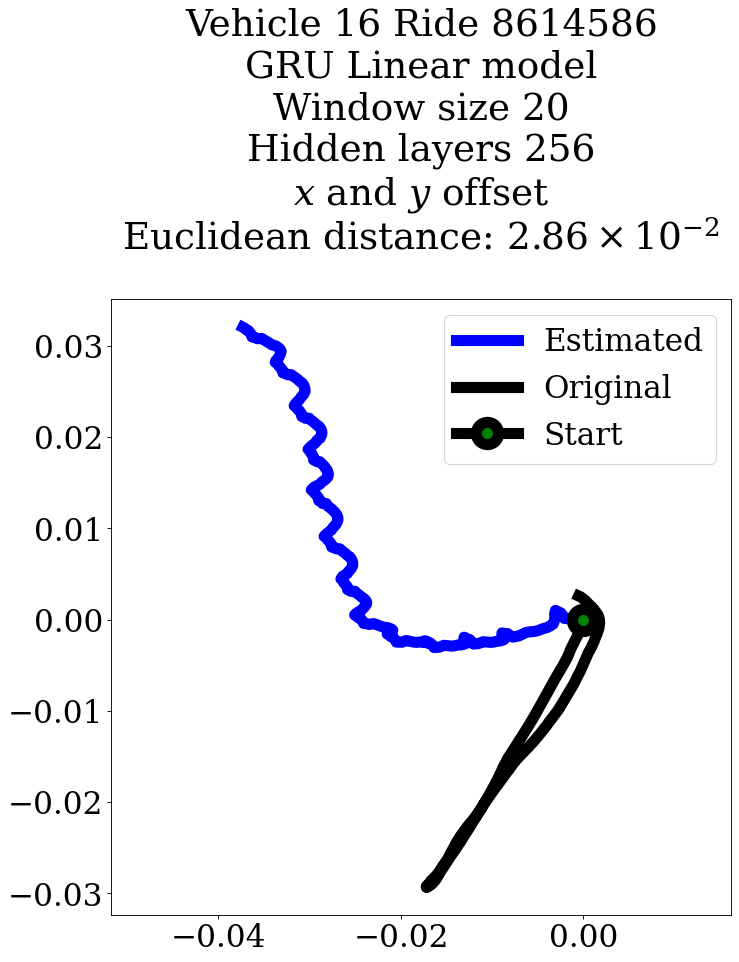 Vehicle 16 Ride 8614586
GRU Linear model
Window size 20
Hidden layers 256
x and y offset
Euclidean distance: 2.86 × 10⁻²
Estimated
Original
Start
0.03
0.02
0.01
0.00
−0.01
−0.02
−0.03
−0.04
−0.02
0.00